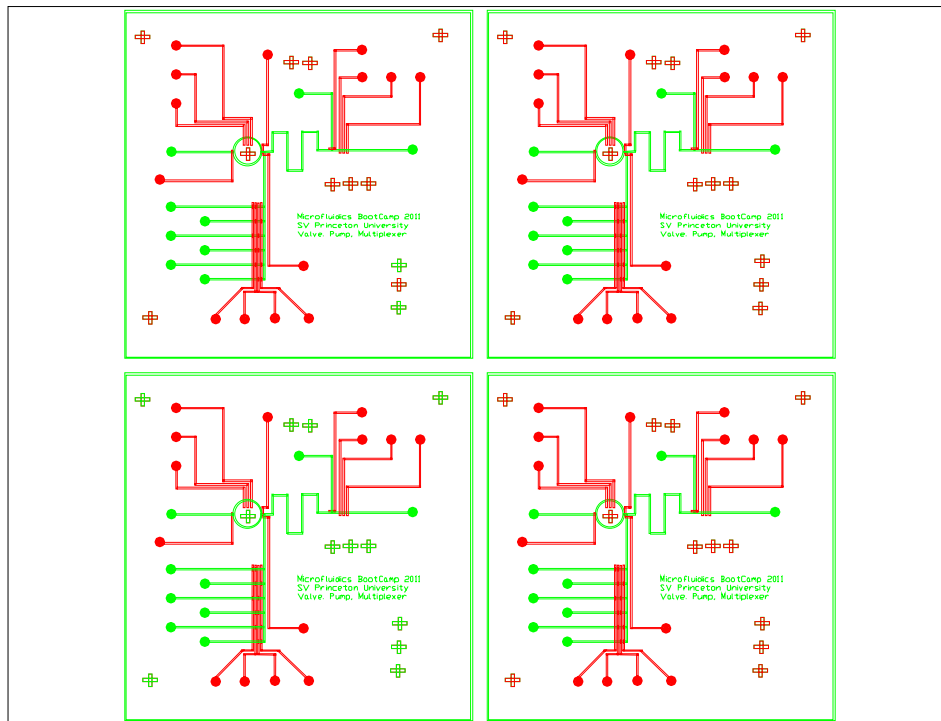 Microfluidics BootCamp 2011
SV Princeton University
Valve, Pump, Multiplexer
Microfluidics BootCamp 2011
SV Princeton University
Valve, Pump, Multiplexer
Microfluidics BootCamp 2011
SV Princeton University
Valve, Pump, Multiplexer
Microfluidics BootCamp 2011
SV Princeton University
Valve, Pump, Multiplexer